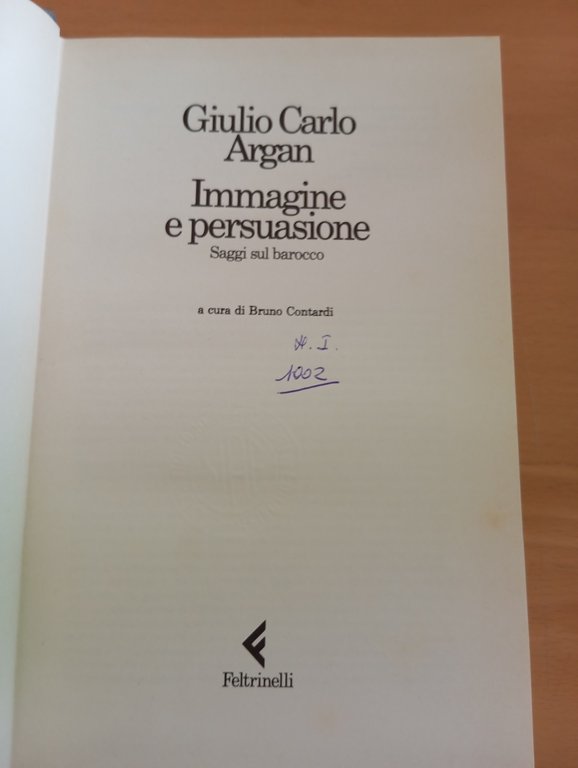 Giulio Carlo
Argan
Immagine
e persuasione
Saggi sul barocco
a cura di Bruno Contardi
I.
1002
Feltrinelli